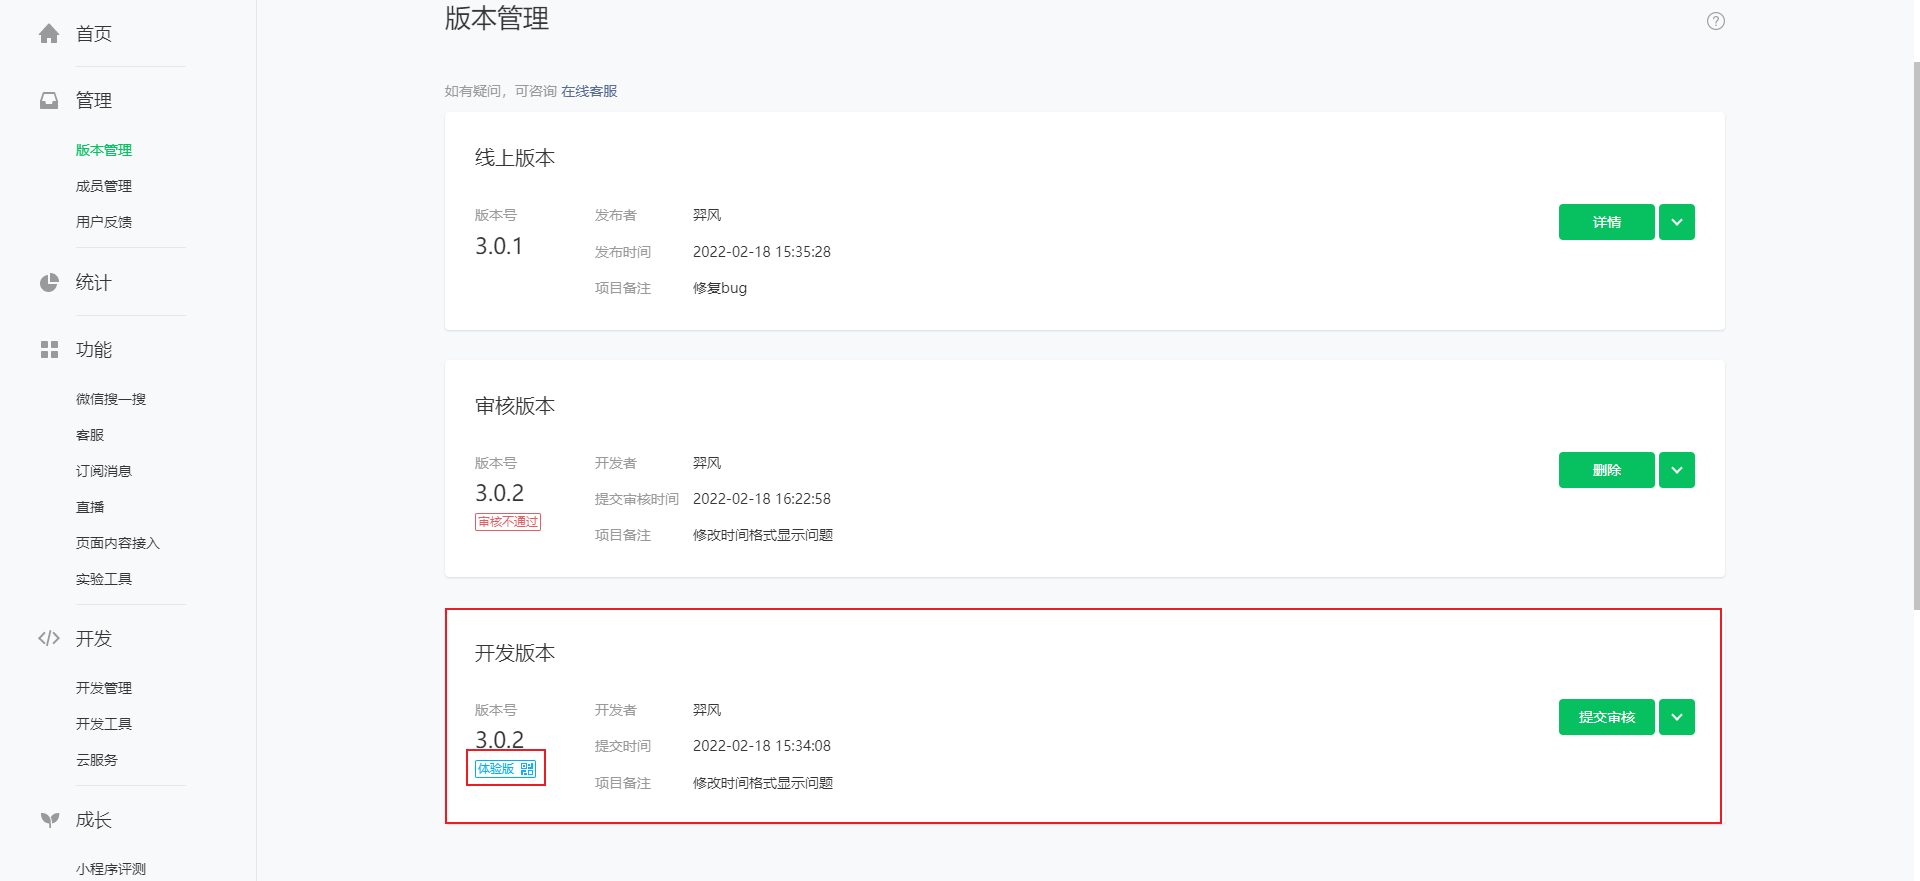 首页
管理
版本管理
成员管理
用户反馈
统计
功能
微信搜一搜
客服
订阅消息
直播
页面内容接入
实验工具
开发
开发管理
开发工具
云服务
成长
小程序评测
版本管理
?
如有疑问，可咨询 在线客服
线上版本
版本号
3.0.1
发布者 羿风
发布时间 2022-02-18 15:35:28
项目备注 修复bug
详情
审核版本
版本号
3.0.2
审核不通过
开发者 羿风
提交审核时间 2022-02-18 16:22:58
项目备注 修改时间格式显示问题
删除
开发版本
版本号
3.0.2
体验版
开发者 羿风
提交时间 2022-02-18 15:34:08
项目备注 修改时间格式显示问题
提交审核